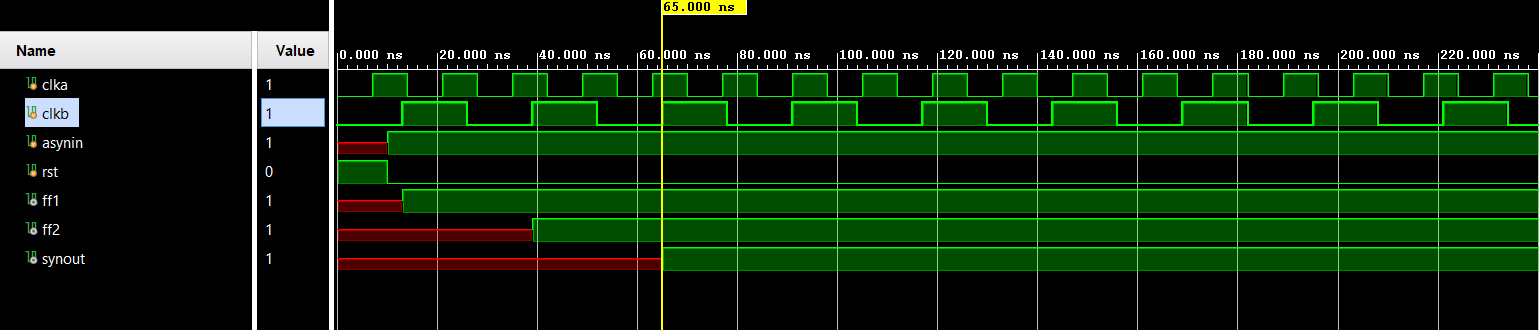 65.000 ns
Name Value
0.000 ns 20.000 ns 40.000 ns 60.000 ns 80.000 ns 100.000 ns 120.000 ns 140.000 ns 160.000 ns 180.000 ns 200.000 ns 220.000 ns
clka 1
clkb 1
asynin 1
rst 0
ff1 1
ff2 1
synout 1